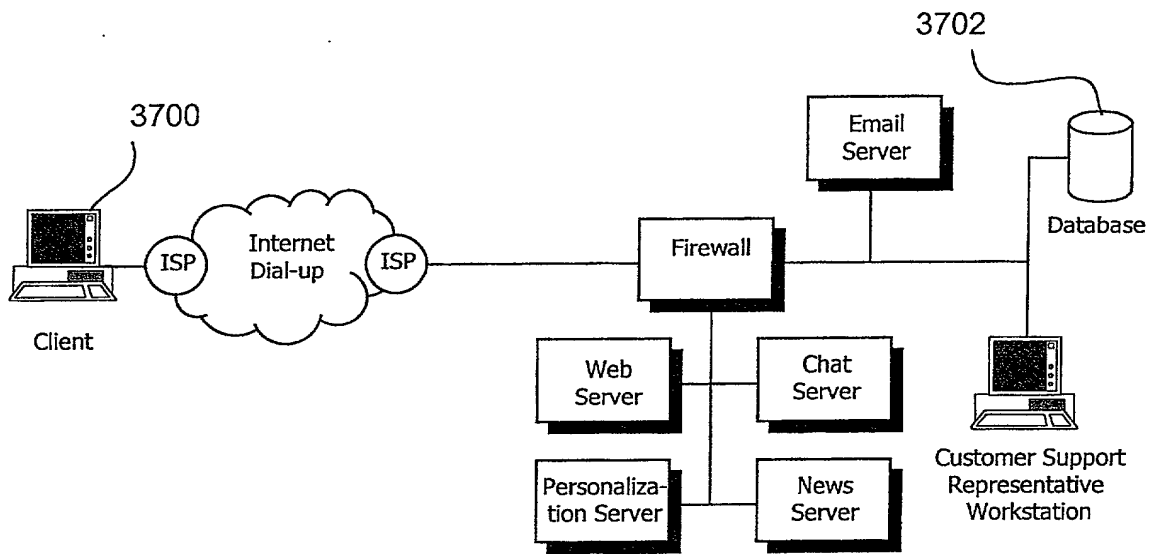 3702
3700
Email
Server
Internet
Dial-up
ISP
ISP
Firewall
Database
Client
Web
Server
Chat
Server
Personaliza-
tion Server
News
Server
Customer Support
Representative
Workstation